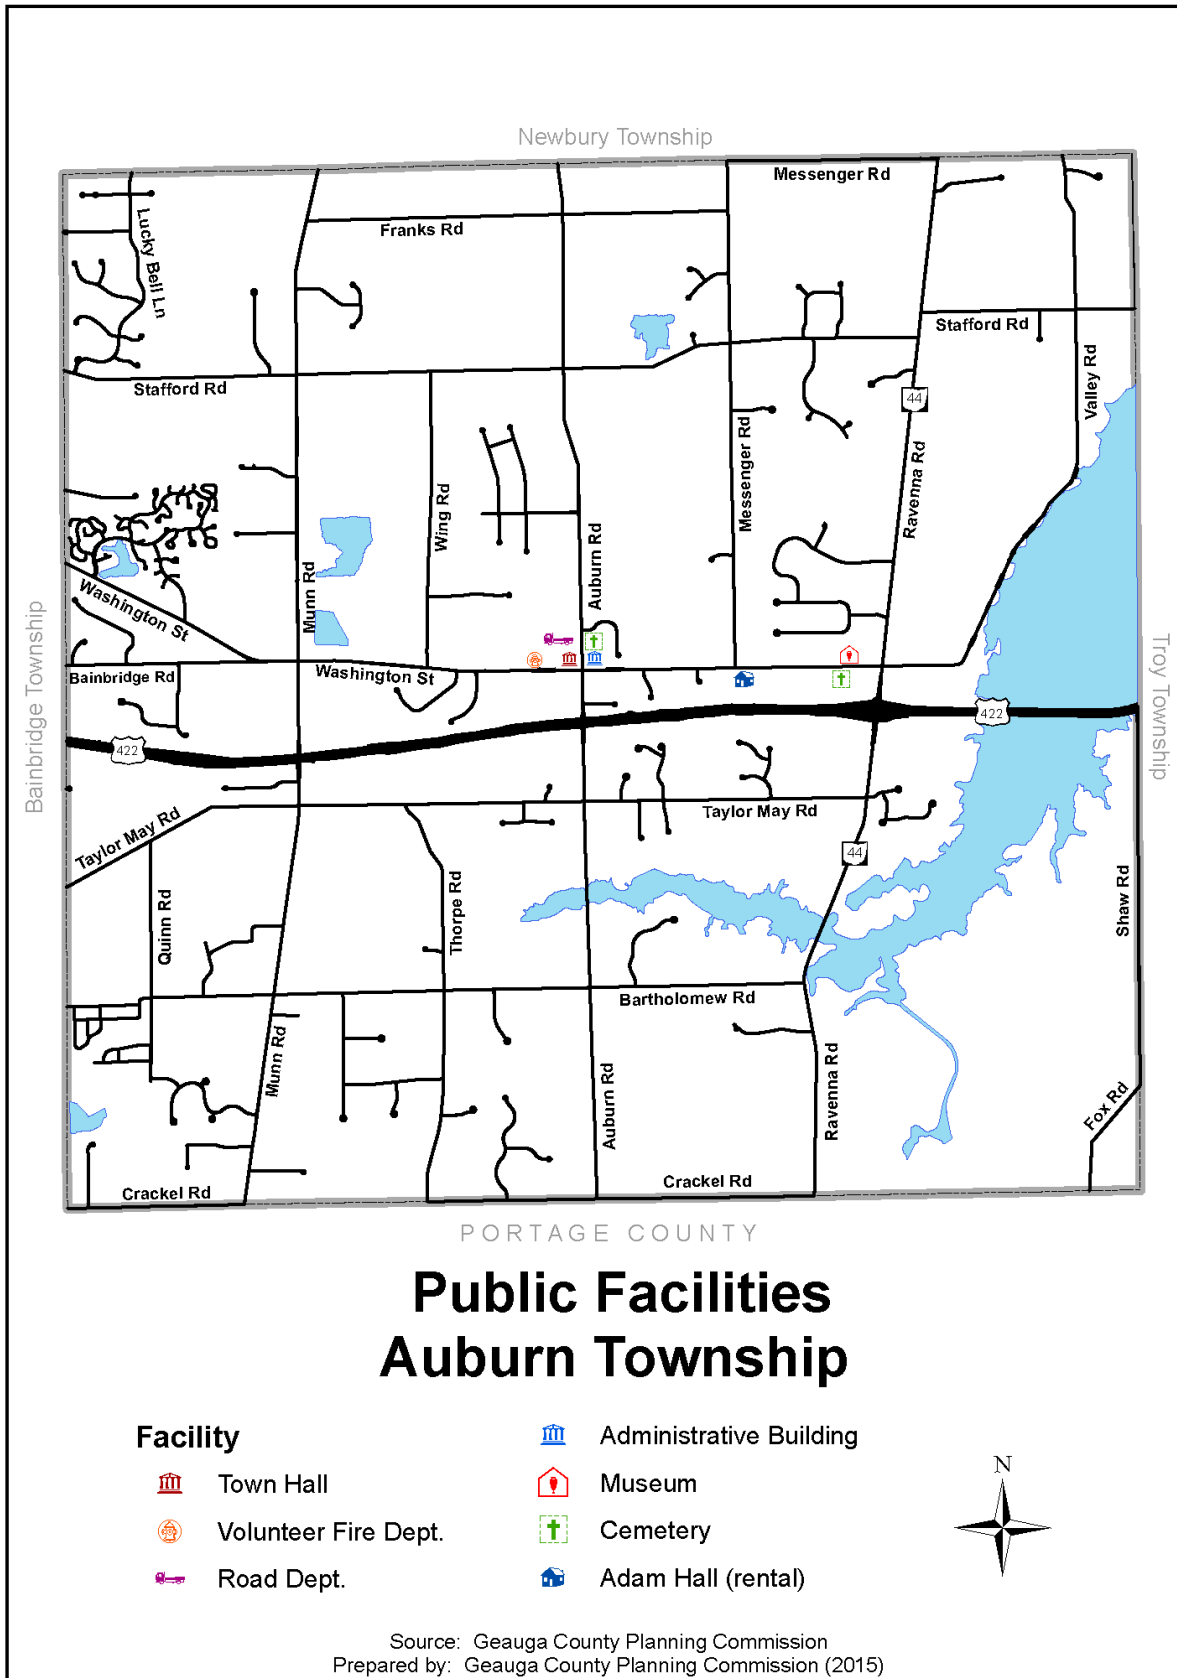 Newbury Township
Messenger Rd
Franks Rd
Lucky Bell Ln
Stafford Rd
Stafford Rd
Valley Rd
44
Messenger Rd
Ravenna Rd
Wing Rd
Auburn Rd
Munn Rd
Washington St
Bainbridge Township
Troy Township
Bainbridge Rd
Washington St
422
422
Taylor May Rd
Taylor May Rd
44
Quinn Rd
Thorpe Rd
Shaw Rd
Bartholomew Rd
Munn Rd
Auburn Rd
Ravenna Rd
Fox Rd
Crackel Rd
Crackel Rd
PORTAGE COUNTY
Public Facilities
Auburn Township
Facility
Town Hall
Volunteer Fire Dept.
Road Dept.
Administrative Building
Museum
Cemetery
Adam Hall (rental)
N
Source: Geauga County Planning Commission
Prepared by: Geauga County Planning Commission (2015)